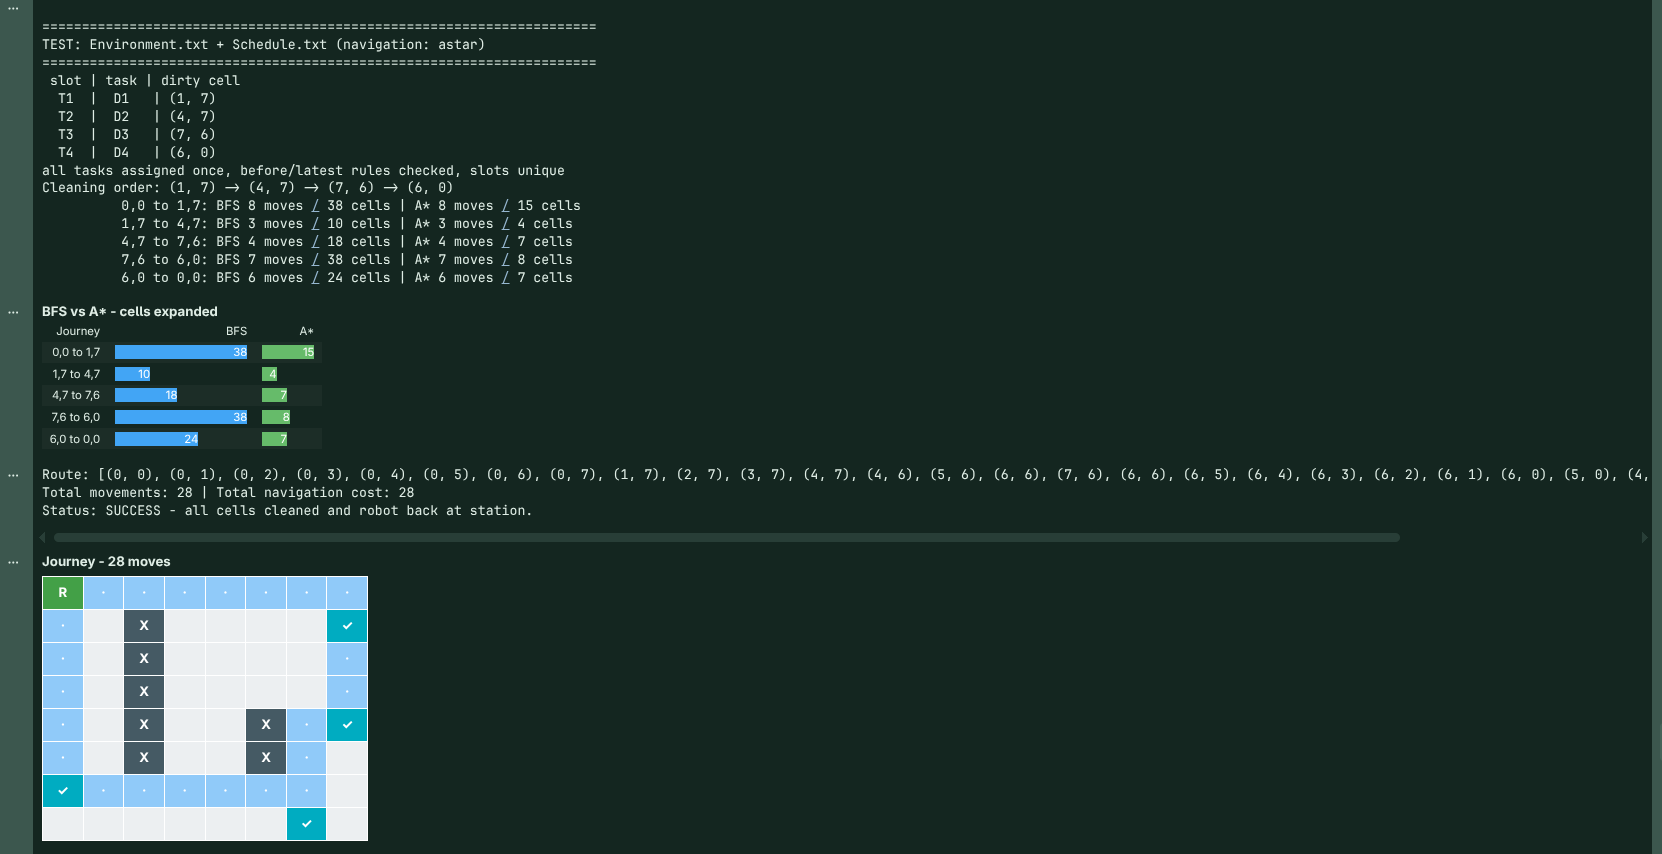 ======================================================================
TEST: Environment.txt + Schedule.txt (navigation: astar)
======================================================================
slot | task | dirty cell
T1 | D1 | (1, 7)
T2 | D2 | (4, 7)
T3 | D3 | (7, 6)
T4 | D4 | (6, 0)
all tasks assigned once, before/latest rules checked, slots unique
Cleaning order: (1, 7) -> (4, 7) -> (7, 6) -> (6, 0)
0,0 to 1,7: BFS 8 moves / 38 cells | A* 8 moves / 15 cells
1,7 to 4,7: BFS 3 moves / 10 cells | A* 3 moves / 4 cells
4,7 to 7,6: BFS 4 moves / 18 cells | A* 4 moves / 7 cells
7,6 to 6,0: BFS 7 moves / 38 cells | A* 7 moves / 8 cells
6,0 to 0,0: BFS 6 moves / 24 cells | A* 6 moves / 7 cells
BFS vs A* - cells expanded
Journey BFS A*
0,0 to 1,7 38 15
1,7 to 4,7 10 4
4,7 to 7,6 18 7
7,6 to 6,0 38 8
6,0 to 0,0 24 7
Route: [(0, 0), (0, 1), (0, 2), (0, 3), (0, 4), (0, 5), (0, 6), (0, 7), (1, 7), (2, 7), (3, 7), (4, 7), (4, 6), (5, 6), (6, 6), (7, 6), (6, 6), (6, 5), (6, 4), (6, 3), (6, 2), (6, 1), (6, 0), (5, 0), (4,
Total movements: 28 | Total navigation cost: 28
Status: SUCCESS - all cells cleaned and robot back at station.
Journey - 28 moves
R · · · · · · ·
· X ✓
· X ·
· X ·
· X X · ✓
· X X ·
✓ · · · · · ·
✓